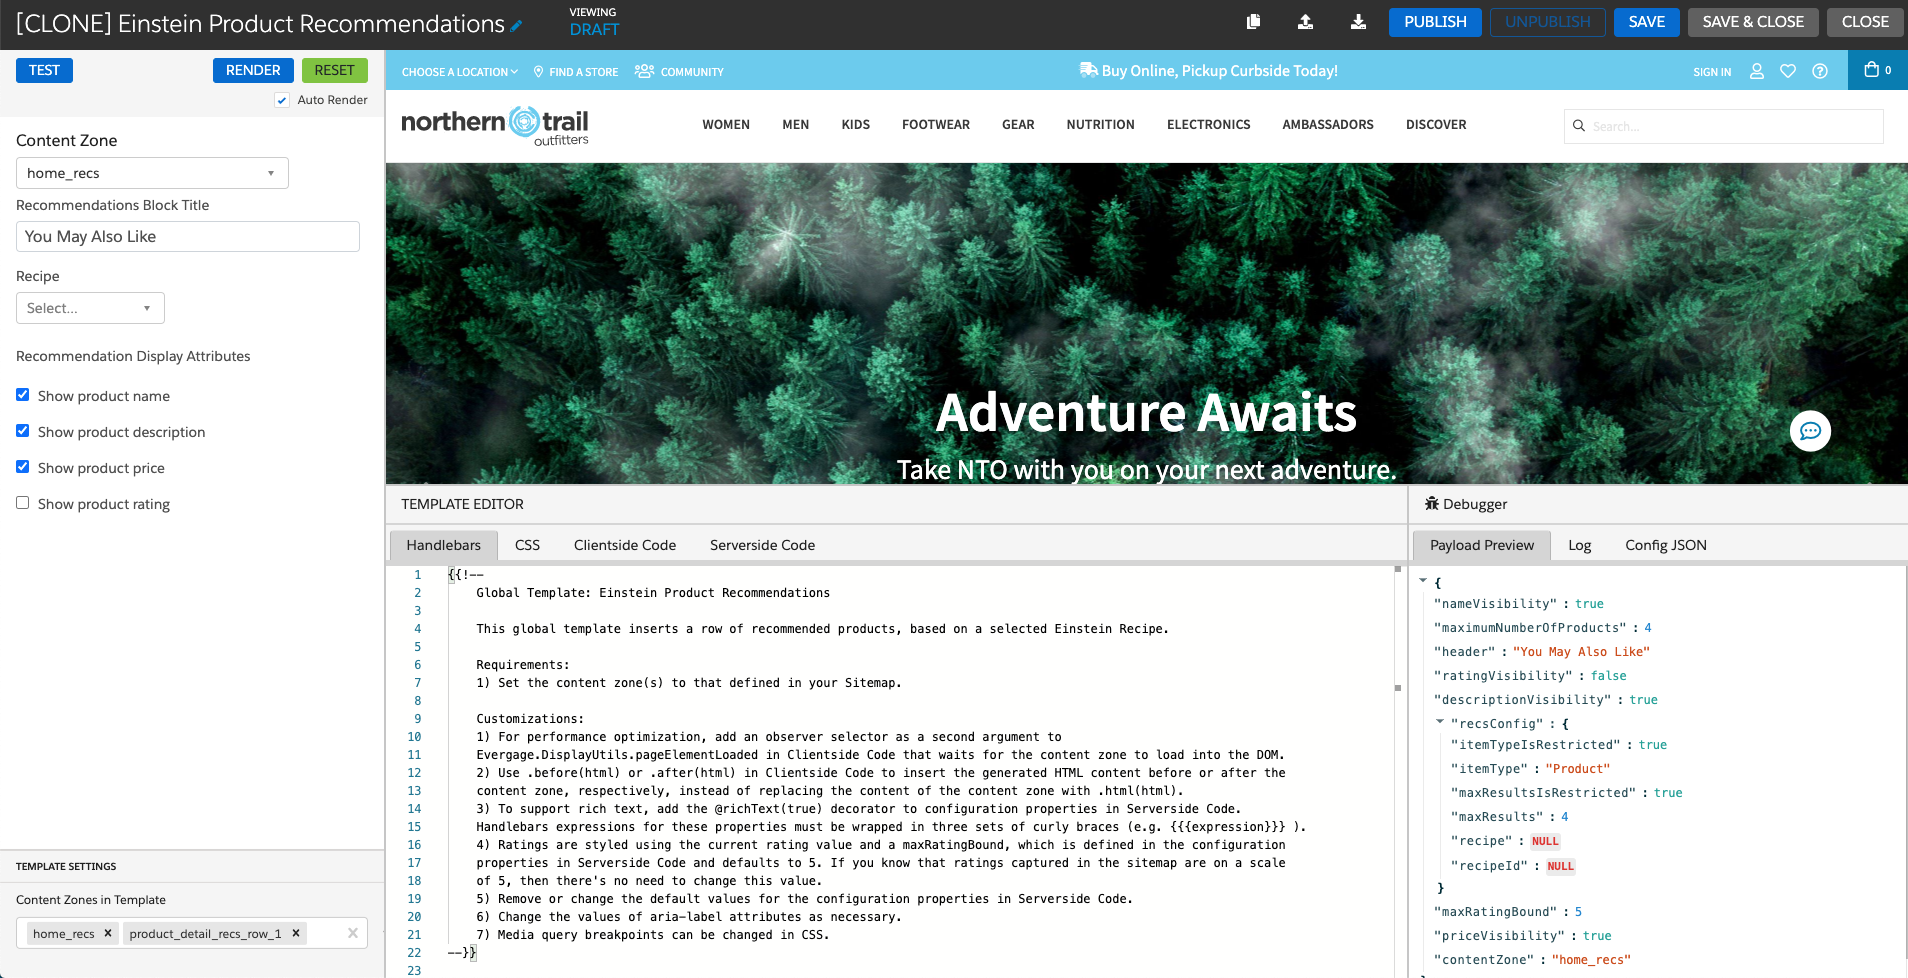 [CLONE] Einstein Product Recommendations
VIEWING
DRAFT
PUBLISH
UNPUBLISH
SAVE
SAVE & CLOSE
CLOSE
TEST
RENDER
RESET
Auto Render
Content Zone
home_recs
Recommendations Block Title
You May Also Like
Recipe
Select...
Recommendation Display Attributes
Show product name
Show product description
Show product price
Show product rating
TEMPLATE SETTINGS
Content Zones in Template
home_recs × product_detail_recs_row_1 ×
CHOOSE A LOCATION
FIND A STORE
COMMUNITY
Buy Online, Pickup Curbside Today!
SIGN IN
0
northern trail
outfitters
WOMEN MEN KIDS FOOTWEAR GEAR NUTRITION ELECTRONICS AMBASSADORS DISCOVER
Search...
Adventure Awaits
Take NTO with you on your next adventure.
TEMPLATE EDITOR
Handlebars CSS Clientside Code Serverside Code
1 {{!--
2 Global Template: Einstein Product Recommendations
3
4 This global template inserts a row of recommended products, based on a selected Einstein Recipe.
5
6 Requirements:
7 1) Set the content zone(s) to that defined in your Sitemap.
8
9 Customizations:
10 1) For performance optimization, add an observer selector as a second argument to
11 Evergage.DisplayUtils.pageElementLoaded in Clientside Code that waits for the content zone to load into the DOM.
12 2) Use .before(html) or .after(html) in Clientside Code to insert the generated HTML content before or after the
13 content zone, respectively, instead of replacing the content of the content zone with .html(html).
14 3) To support rich text, add the @richText(true) decorator to configuration properties in Serverside Code.
15 Handlebars expressions for these properties must be wrapped in three sets of curly braces (e.g. {{{expression}}} ).
16 4) Ratings are styled using the current rating value and a maxRatingBound, which is defined in the configuration
17 properties in Serverside Code and defaults to 5. If you know that ratings captured in the sitemap are on a scale
18 of 5, then there's no need to change this value.
19 5) Remove or change the default values for the configuration properties in Serverside Code.
20 6) Change the values of aria-label attributes as necessary.
21 7) Media query breakpoints can be changed in CSS.
22 --}}
23
Debugger
Payload Preview Log Config JSON
{
"nameVisibility" : true
"maximumNumberOfProducts" : 4
"header" : "You May Also Like"
"ratingVisibility" : false
"descriptionVisibility" : true
"recsConfig" : {
"itemTypeIsRestricted" : true
"itemType" : "Product"
"maxResultsIsRestricted" : true
"maxResults" : 4
"recipe" : NULL
"recipeId" : NULL
}
"maxRatingBound" : 5
"priceVisibility" : true
"contentZone" : "home_recs"